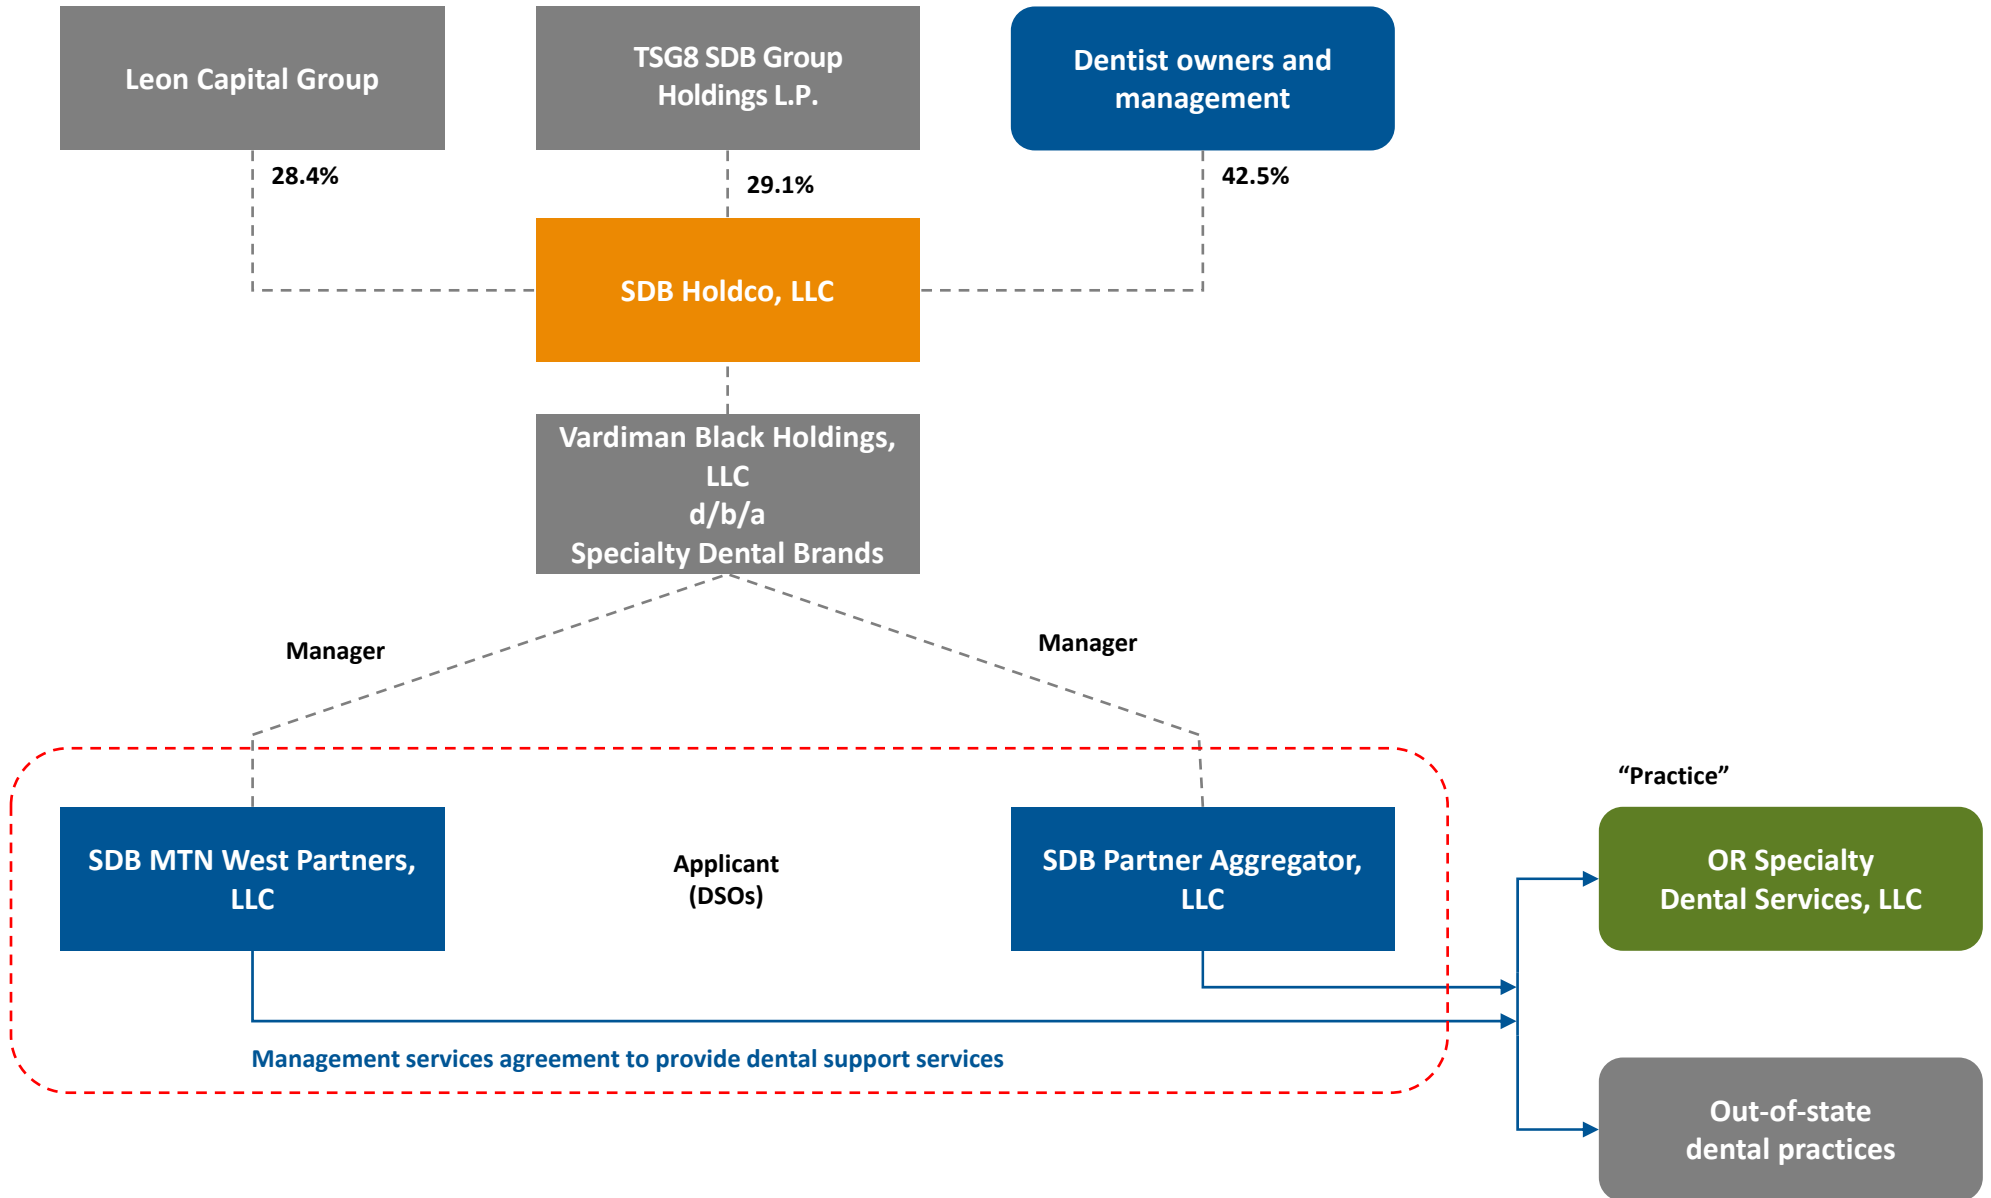 Leon Capital Group
TSG8 SDB Group
Holdings L.P.
Dentist owners and
management
28.4%
29.1%
42.5%
SDB Holdco, LLC
Vardiman Black Holdings,
LLC
d/b/a
Specialty Dental Brands
Manager
Manager
SDB MTN West Partners,
LLC
Applicant
(DSOs)
SDB Partner Aggregator,
LLC
“Practice”
OR Specialty
Dental Services, LLC
Management services agreement to provide dental support services
Out-of-state
dental practices